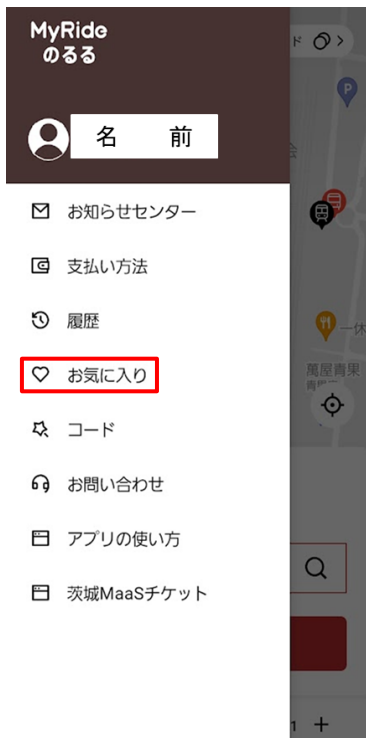 MyRide
のるる
ド
名 前
P
会
お知らせセンター
支払い方法
履歴
一休
お気に入り
萬屋青果
コード
お問い合わせ
アプリの使い方
茨城MaaSチケット
1 +